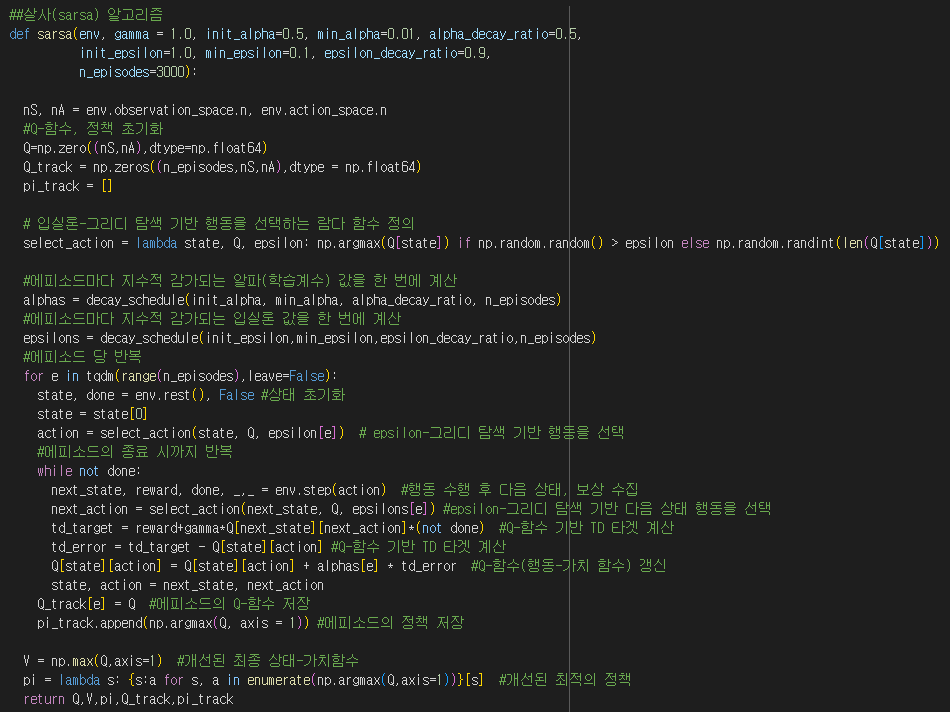 ##살사(sarsa) 알고리즘
def sarsa(env, gamma = 1.0, init_alpha=0.5, min_alpha=0.01, alpha_decay_ratio=0.5,
          init_epsilon=1.0, min_epsilon=0.1, epsilon_decay_ratio=0.9,
          n_episodes=3000):

  nS, nA = env.observation_space.n, env.action_space.n
  #Q-함수, 정책 초기화
  Q=np.zero((nS,nA),dtype=np.float64)
  Q_track = np.zeros((n_episodes,nS,nA),dtype = np.float64)
  pi_track = []

  # 입실론-그리디 탐색 기반 행동을 선택하는 람다 함수 정의
  select_action = lambda state, Q, epsilon: np.argmax(Q[state]) if np.random.random() > epsilon else np.random.randint(len(Q[state]))

  #에피소드마다 지수적 감가되는 알파(학습계수) 값을 한 번에 계산
  alphas = decay_schedule(init_alpha, min_alpha, alpha_decay_ratio, n_episodes)
  #에피소드마다 지수적 감가되는 입실론 값을 한 번에 계산
  epsilons = decay_schedule(init_epsilon,min_epsilon,epsilon_decay_ratio,n_episodes)
  #에피소드 당 반복
  for e in tqdm(range(n_episodes),leave=False):
    state, done = env.rest(), False #상태 초기화
    state = state[0]
    action = select_action(state, Q, epsilon[e])  # epsilon-그리디 탐색 기반 행동을 선택
    #에피소드의 종료 시까지 반복
    while not done:
      next_state, reward, done, _,_ = env.step(action)  #행동 수행 후 다음 상태, 보상 수집
      next_action = select_action(next_state, Q, epsilons[e]) #epsilon-그리디 탐색 기반 다음 상태 행동을 선택
      td_target = reward+gamma*Q[next_state][next_action]*(not done)  #Q-함수 기반 TD 타겟 계산
      td_error = td_target - Q[state][action] #Q-함수 기반 TD 타겟 계산
      Q[state][action] = Q[state][action] + alphas[e] * td_error  #Q-함수(행동-가치 함수) 갱신
      state, action = next_state, next_action
    Q_track[e] = Q  #에피소드의 Q-함수 저장
    pi_track.append(np.argmax(Q, axis = 1)) #에피소드의 정책 저장

  V = np.max(Q,axis=1)  #개선된 최종 상태-가치함수
  pi = lambda s: {s:a for s, a in enumerate(np.argmax(Q,axis=1))}[s]  #개선된 최적의 정책
  return Q,V,pi,Q_track,pi_track